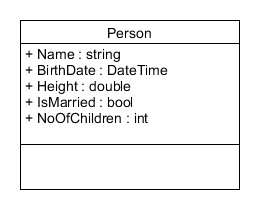 Person
+ Name : string
+ BirthDate : DateTime
+ Height : double
+ IsMarried : bool
+ NoOfChildren : int